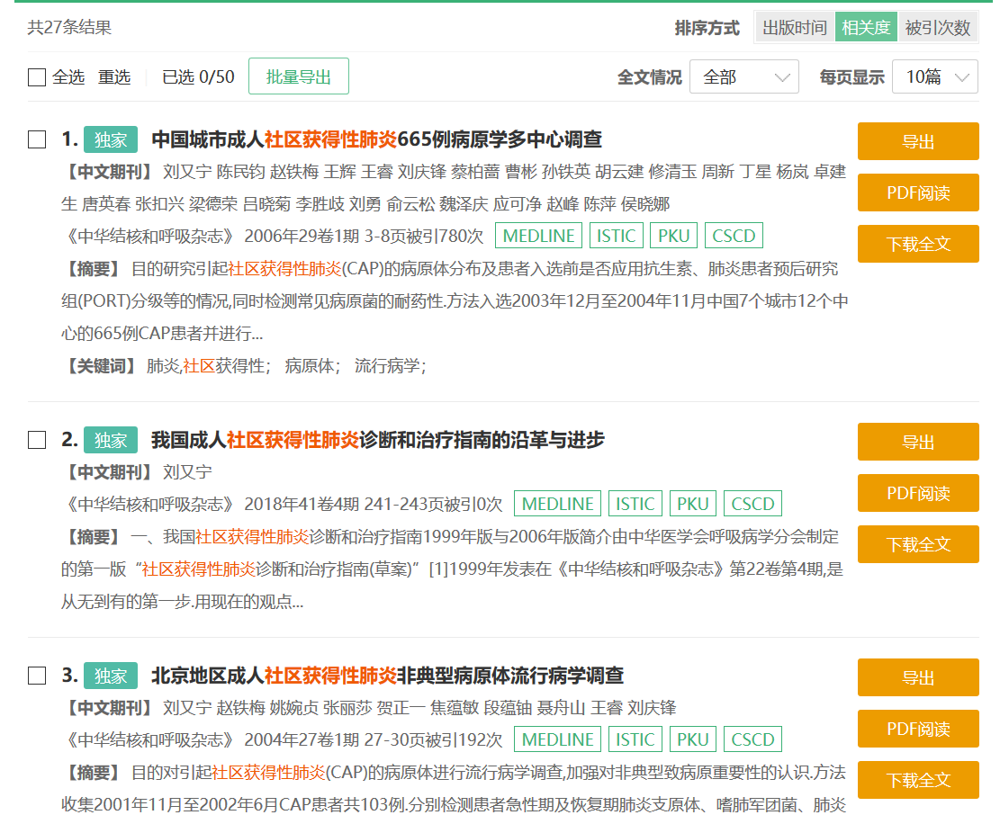 共27条结果 排序方式 出版时间 相关度 被引次数
全选 重选 已选 0/50 批量导出 全文情况 全部 每页显示 10篇
1. 独家 中国城市成人社区获得性肺炎665例病原学多中心调查 导出
【中文期刊】 刘又宁 陈民钧 赵铁梅 王辉 王睿 刘庆锋 蔡柏蔷 曹彬 孙铁英 胡云建 修清玉 周新 丁星 杨岚 卓建
生 唐英春 张扣兴 梁德荣 吕晓菊 李胜歧 刘勇 俞云松 魏泽庆 应可净 赵峰 陈萍 侯晓娜 PDF阅读
《中华结核和呼吸杂志》 2006年29卷1期 3-8页被引780次 MEDLINE ISTIC PKU CSCD 下载全文
【摘要】 目的研究引起社区获得性肺炎(CAP)的病原体分布及患者入选前是否应用抗生素、肺炎患者预后研究
组(PORT)分级等的情况,同时检测常见病原菌的耐药性.方法入选2003年12月至2004年11月中国7个城市12个中
心的665例CAP患者并进行...
【关键词】 肺炎,社区获得性； 病原体； 流行病学；
2. 独家 我国成人社区获得性肺炎诊断和治疗指南的沿革与进步 导出
【中文期刊】 刘又宁 PDF阅读
《中华结核和呼吸杂志》 2018年41卷4期 241-243页被引0次 MEDLINE ISTIC PKU CSCD
【摘要】 一、我国社区获得性肺炎诊断和治疗指南1999年版与2006年版简介由中华医学会呼吸病学分会制定 下载全文
的第一版“社区获得性肺炎诊断和治疗指南(草案)”[1]1999年发表在《中华结核和呼吸杂志》第22卷第4期,是
从无到有的第一步.用现在的观点...
3. 独家 北京地区成人社区获得性肺炎非典型病原体流行病学调查 导出
【中文期刊】 刘又宁 赵铁梅 姚婉贞 张丽莎 贺正一 焦蕴敏 段蕴铀 聂舟山 王睿 刘庆锋
《中华结核和呼吸杂志》 2004年27卷1期 27-30页被引192次 MEDLINE ISTIC PKU CSCD PDF阅读
【摘要】 目的对引起社区获得性肺炎(CAP)的病原体进行流行病学调查,加强对非典型致病原重要性的认识.方法 下载全文
收集2001年11月至2002年6月CAP患者共103例.分别检测患者急性期及恢复期肺炎支原体、嗜肺军团菌、肺炎